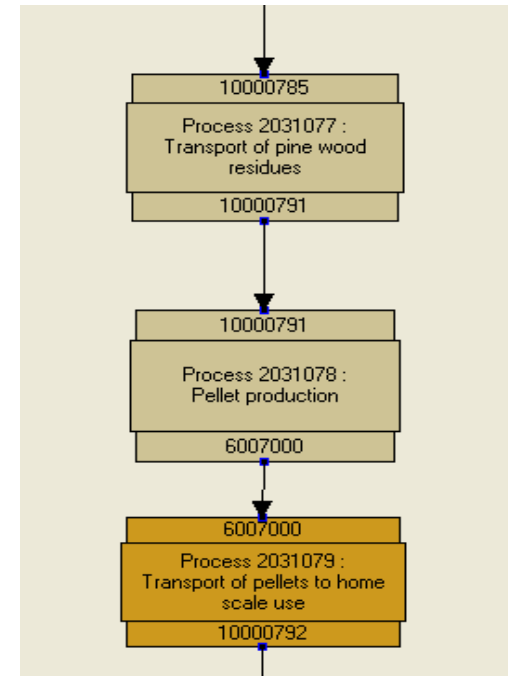 10000785
Process 2031077 :
Transport of pine wood
residues
10000791
10000791
Process 2031078 :
Pellet production
6007000
6007000
Process 2031079 :
Transport of pellets to home
scale use
10000792